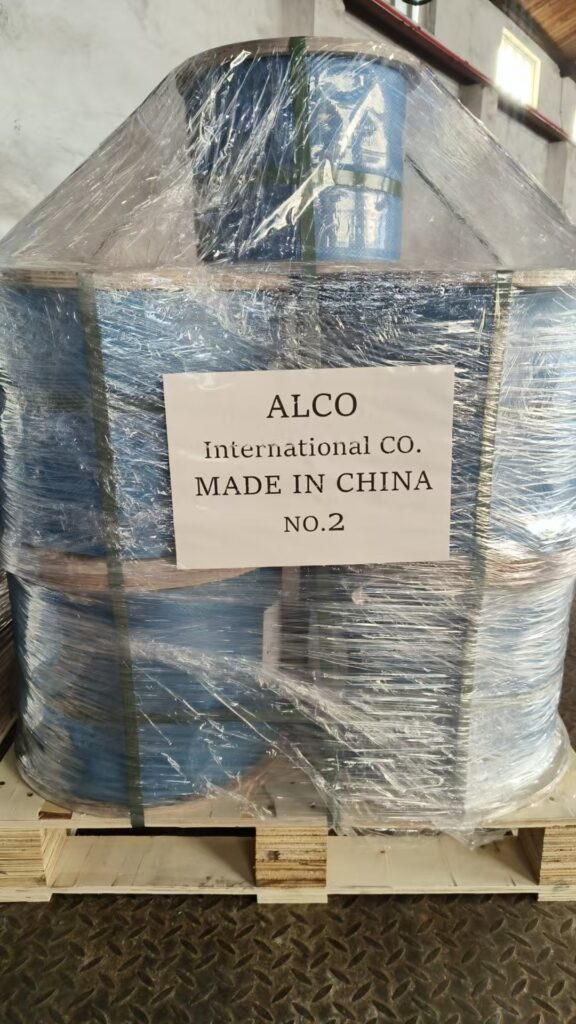 ALCO
International CO.
MADE IN CHINA
NO.2